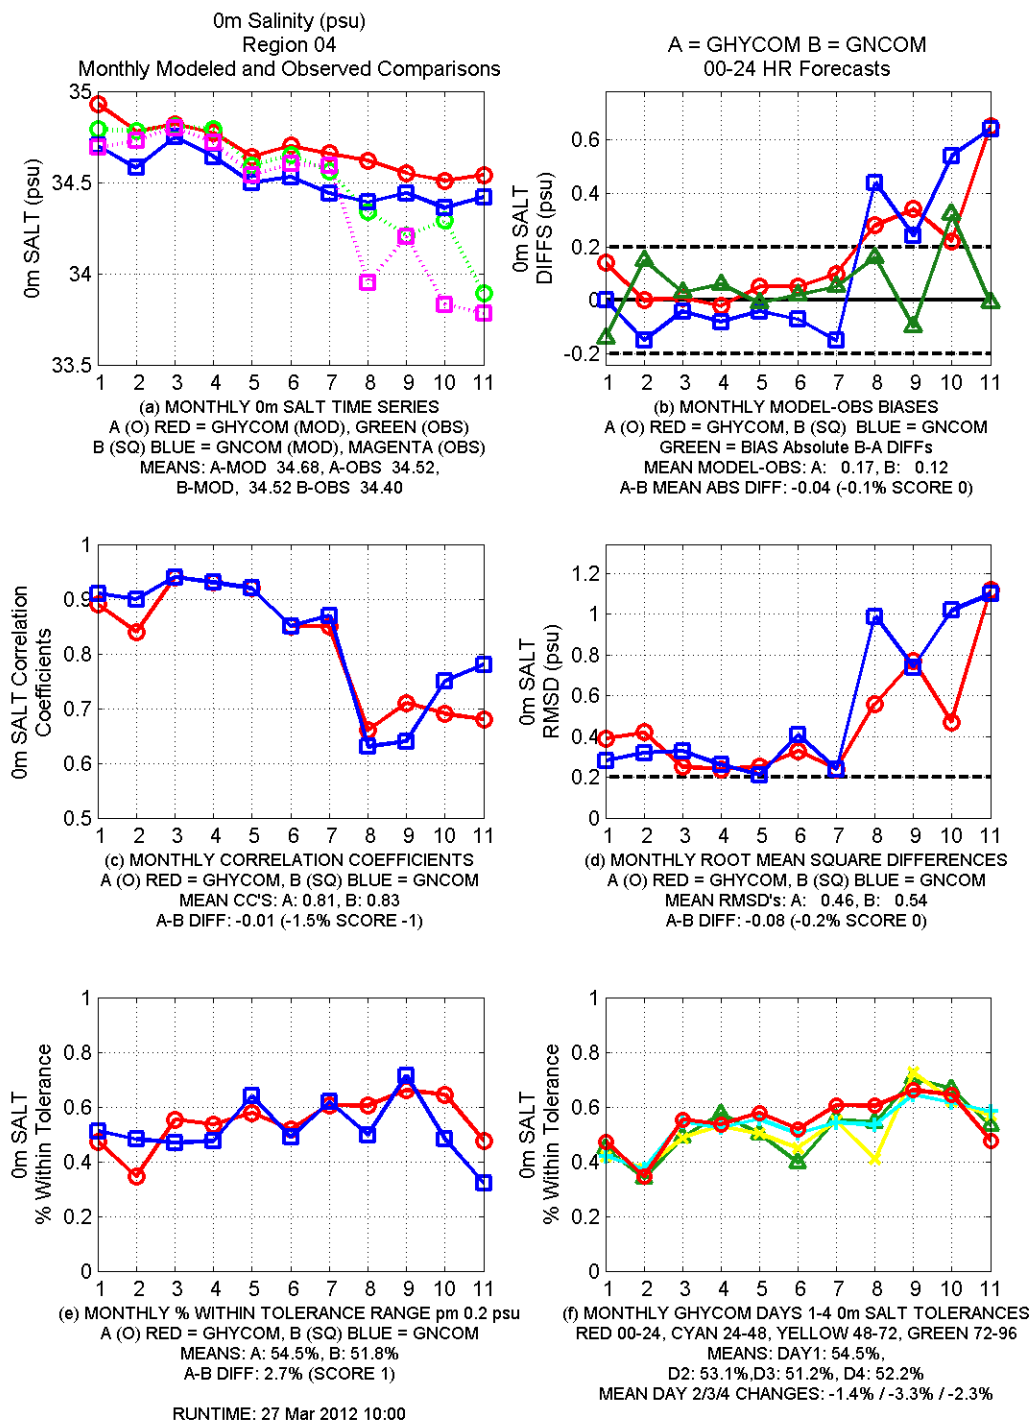 0m Salinity (psu)
Region 04
Monthly Modeled and Observed Comparisons
A = GHYCOM B = GNCOM
00-24 HR Forecasts
0m SALT (psu)
35
34.5
34
33.5
1 2 3 4 5 6 7 8 9 10 11
(a) MONTHLY 0m SALT TIME SERIES
A (O) RED = GHYCOM (MOD), GREEN (OBS)
B (SQ) BLUE = GNCOM (MOD), MAGENTA (OBS)
MEANS: A-MOD 34.68, A-OBS 34.52,
B-MOD, 34.52 B-OBS 34.40
0m SALT
DIFFS (psu)
0.6
0.4
0.2
0
-0.2
1 2 3 4 5 6 7 8 9 10 11
(b) MONTHLY MODEL-OBS BIASES
A (O) RED = GHYCOM, B (SQ) BLUE = GNCOM
GREEN = BIAS Absolute B-A DIFFs
MEAN MODEL-OBS: A: 0.17, B: 0.12
A-B MEAN ABS DIFF: -0.04 (-0.1% SCORE 0)
0m SALT Correlation
Coefficients
1
0.9
0.8
0.7
0.6
0.5
1 2 3 4 5 6 7 8 9 10 11
(c) MONTHLY CORRELATION COEFFICIENTS
A (O) RED = GHYCOM, B (SQ) BLUE = GNCOM
MEAN CC'S: A: 0.81, B: 0.83
A-B DIFF: -0.01 (-1.5% SCORE -1)
0m SALT
RMSD (psu)
1.2
1
0.8
0.6
0.4
0.2
0
1 2 3 4 5 6 7 8 9 10 11
(d) MONTHLY ROOT MEAN SQUARE DIFFERENCES
A (O) RED = GHYCOM, B (SQ) BLUE = GNCOM
MEAN RMSD's: A: 0.46, B: 0.54
A-B DIFF: -0.08 (-0.2% SCORE 0)
0m SALT
% Within Tolerance
1
0.8
0.6
0.4
0.2
0
1 2 3 4 5 6 7 8 9 10 11
(e) MONTHLY % WITHIN TOLERANCE RANGE pm 0.2 psu
A (O) RED = GHYCOM, B (SQ) BLUE = GNCOM
MEANS: A: 54.5%, B: 51.8%
A-B DIFF: 2.7% (SCORE 1)
0m SALT
% Within Tolerance
1
0.8
0.6
0.4
0.2
0
1 2 3 4 5 6 7 8 9 10 11
(f) MONTHLY GHYCOM DAYS 1-4 0m SALT TOLERANCES
RED 00-24, CYAN 24-48, YELLOW 48-72, GREEN 72-96
MEANS: DAY1: 54.5%,
D2: 53.1%,D3: 51.2%, D4: 52.2%
MEAN DAY 2/3/4 CHANGES: -1.4% / -3.3% / -2.3%
RUNTIME: 27 Mar 2012 10:00